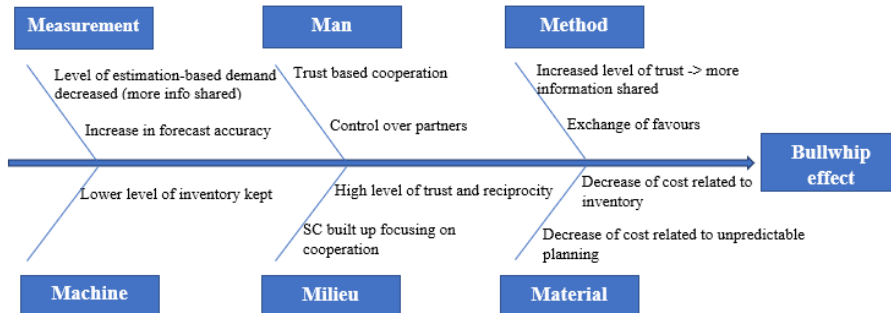 Measurement
Man
Method
Level of estimation-based demand
decreased (more info shared)
Trust based cooperation
Increased level of trust -> more
information shared
Increase in forecast accuracy
Control over partners
Exchange of favours
Bullwhip
effect
Lower level of inventory kept
High level of trust and reciprocity
Decrease of cost related to
inventory
SC built up focusing on
cooperation
Decrease of cost related to unpredictable
planning
Machine
Milieu
Material